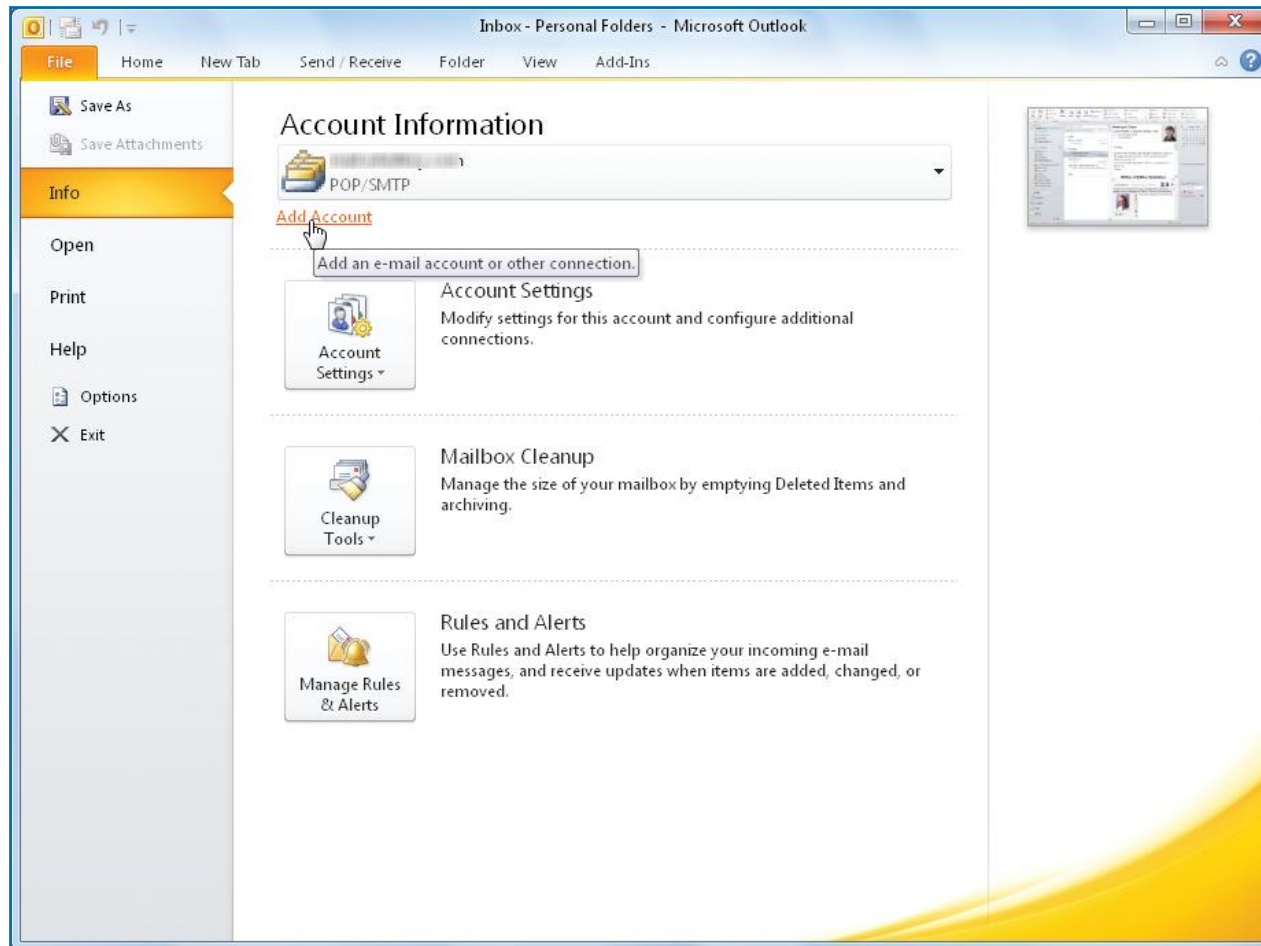 Inbox - Personal Folders - Microsoft Outlook
File Home New Tab Send / Receive Folder View Add-Ins
Save As
Save Attachments
Info
Open
Print
Help
Options
Exit
Account Information
POP/SMTP
Add Account
Add an e-mail account or other connection.
Account
Settings
Account Settings
Modify settings for this account and configure additional
connections.
Cleanup
Tools
Mailbox Cleanup
Manage the size of your mailbox by emptying Deleted Items and
archiving.
Manage Rules
& Alerts
Rules and Alerts
Use Rules and Alerts to help organize your incoming e-mail
messages, and receive updates when items are added, changed, or
removed.